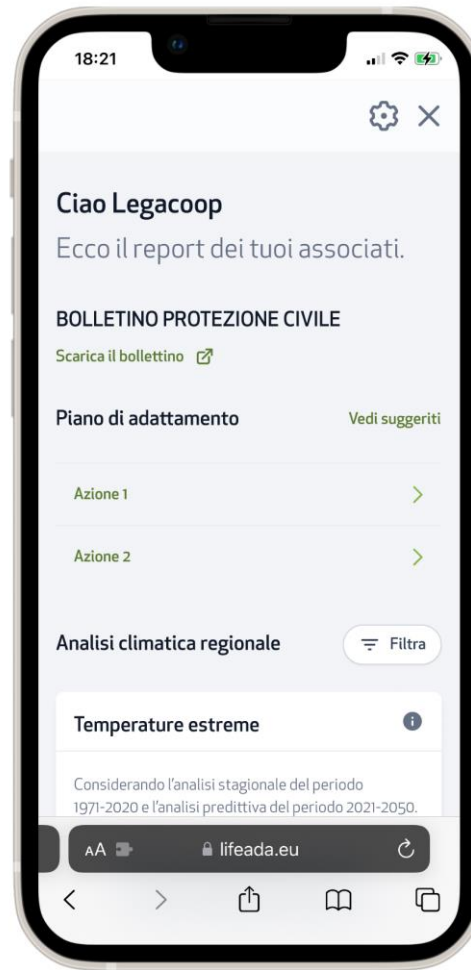 18:21
Ciao Legacoop
Ecco il report dei tuoi associati.
BOLLETINO PROTEZIONE CIVILE
Scarica il bollettino
Piano di adattamento Vedi suggeriti
Azione 1
Azione 2
Analisi climatica regionale Filtra
Temperature estreme
Considerando l'analisi stagionale del periodo
1971-2020 e l'analisi predittiva del periodo 2021-2050.
AA lifeada.eu